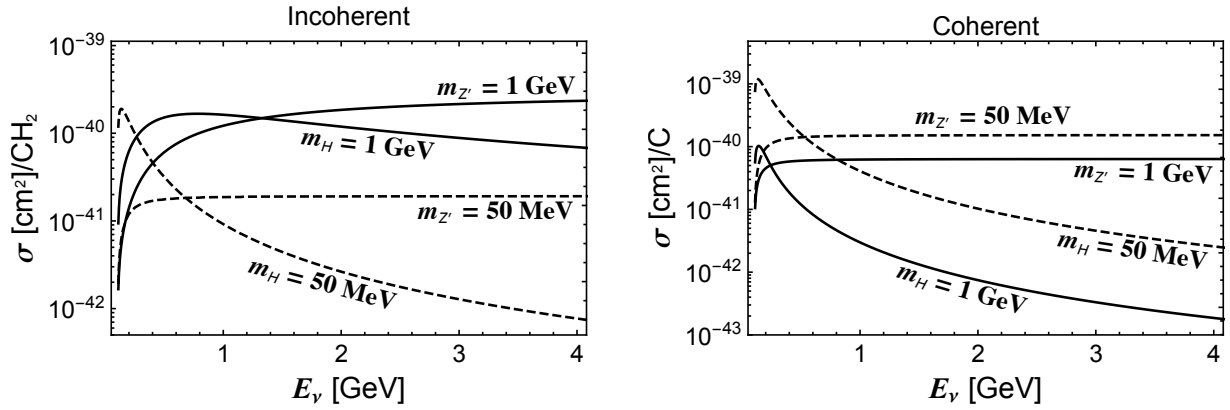 Incoherent
10⁻³⁹
10⁻⁴⁰
10⁻⁴¹
10⁻⁴²
σ [cm²]/CH₂
m_Z' = 1 GeV
m_H = 1 GeV
m_Z' = 50 MeV
m_H = 50 MeV
1 2 3 4
E_ν [GeV]
Coherent
10⁻³⁹
10⁻⁴⁰
10⁻⁴¹
10⁻⁴²
10⁻⁴³
σ [cm²]/C
m_Z' = 50 MeV
m_Z' = 1 GeV
m_H = 50 MeV
m_H = 1 GeV
1 2 3 4
E_ν [GeV]